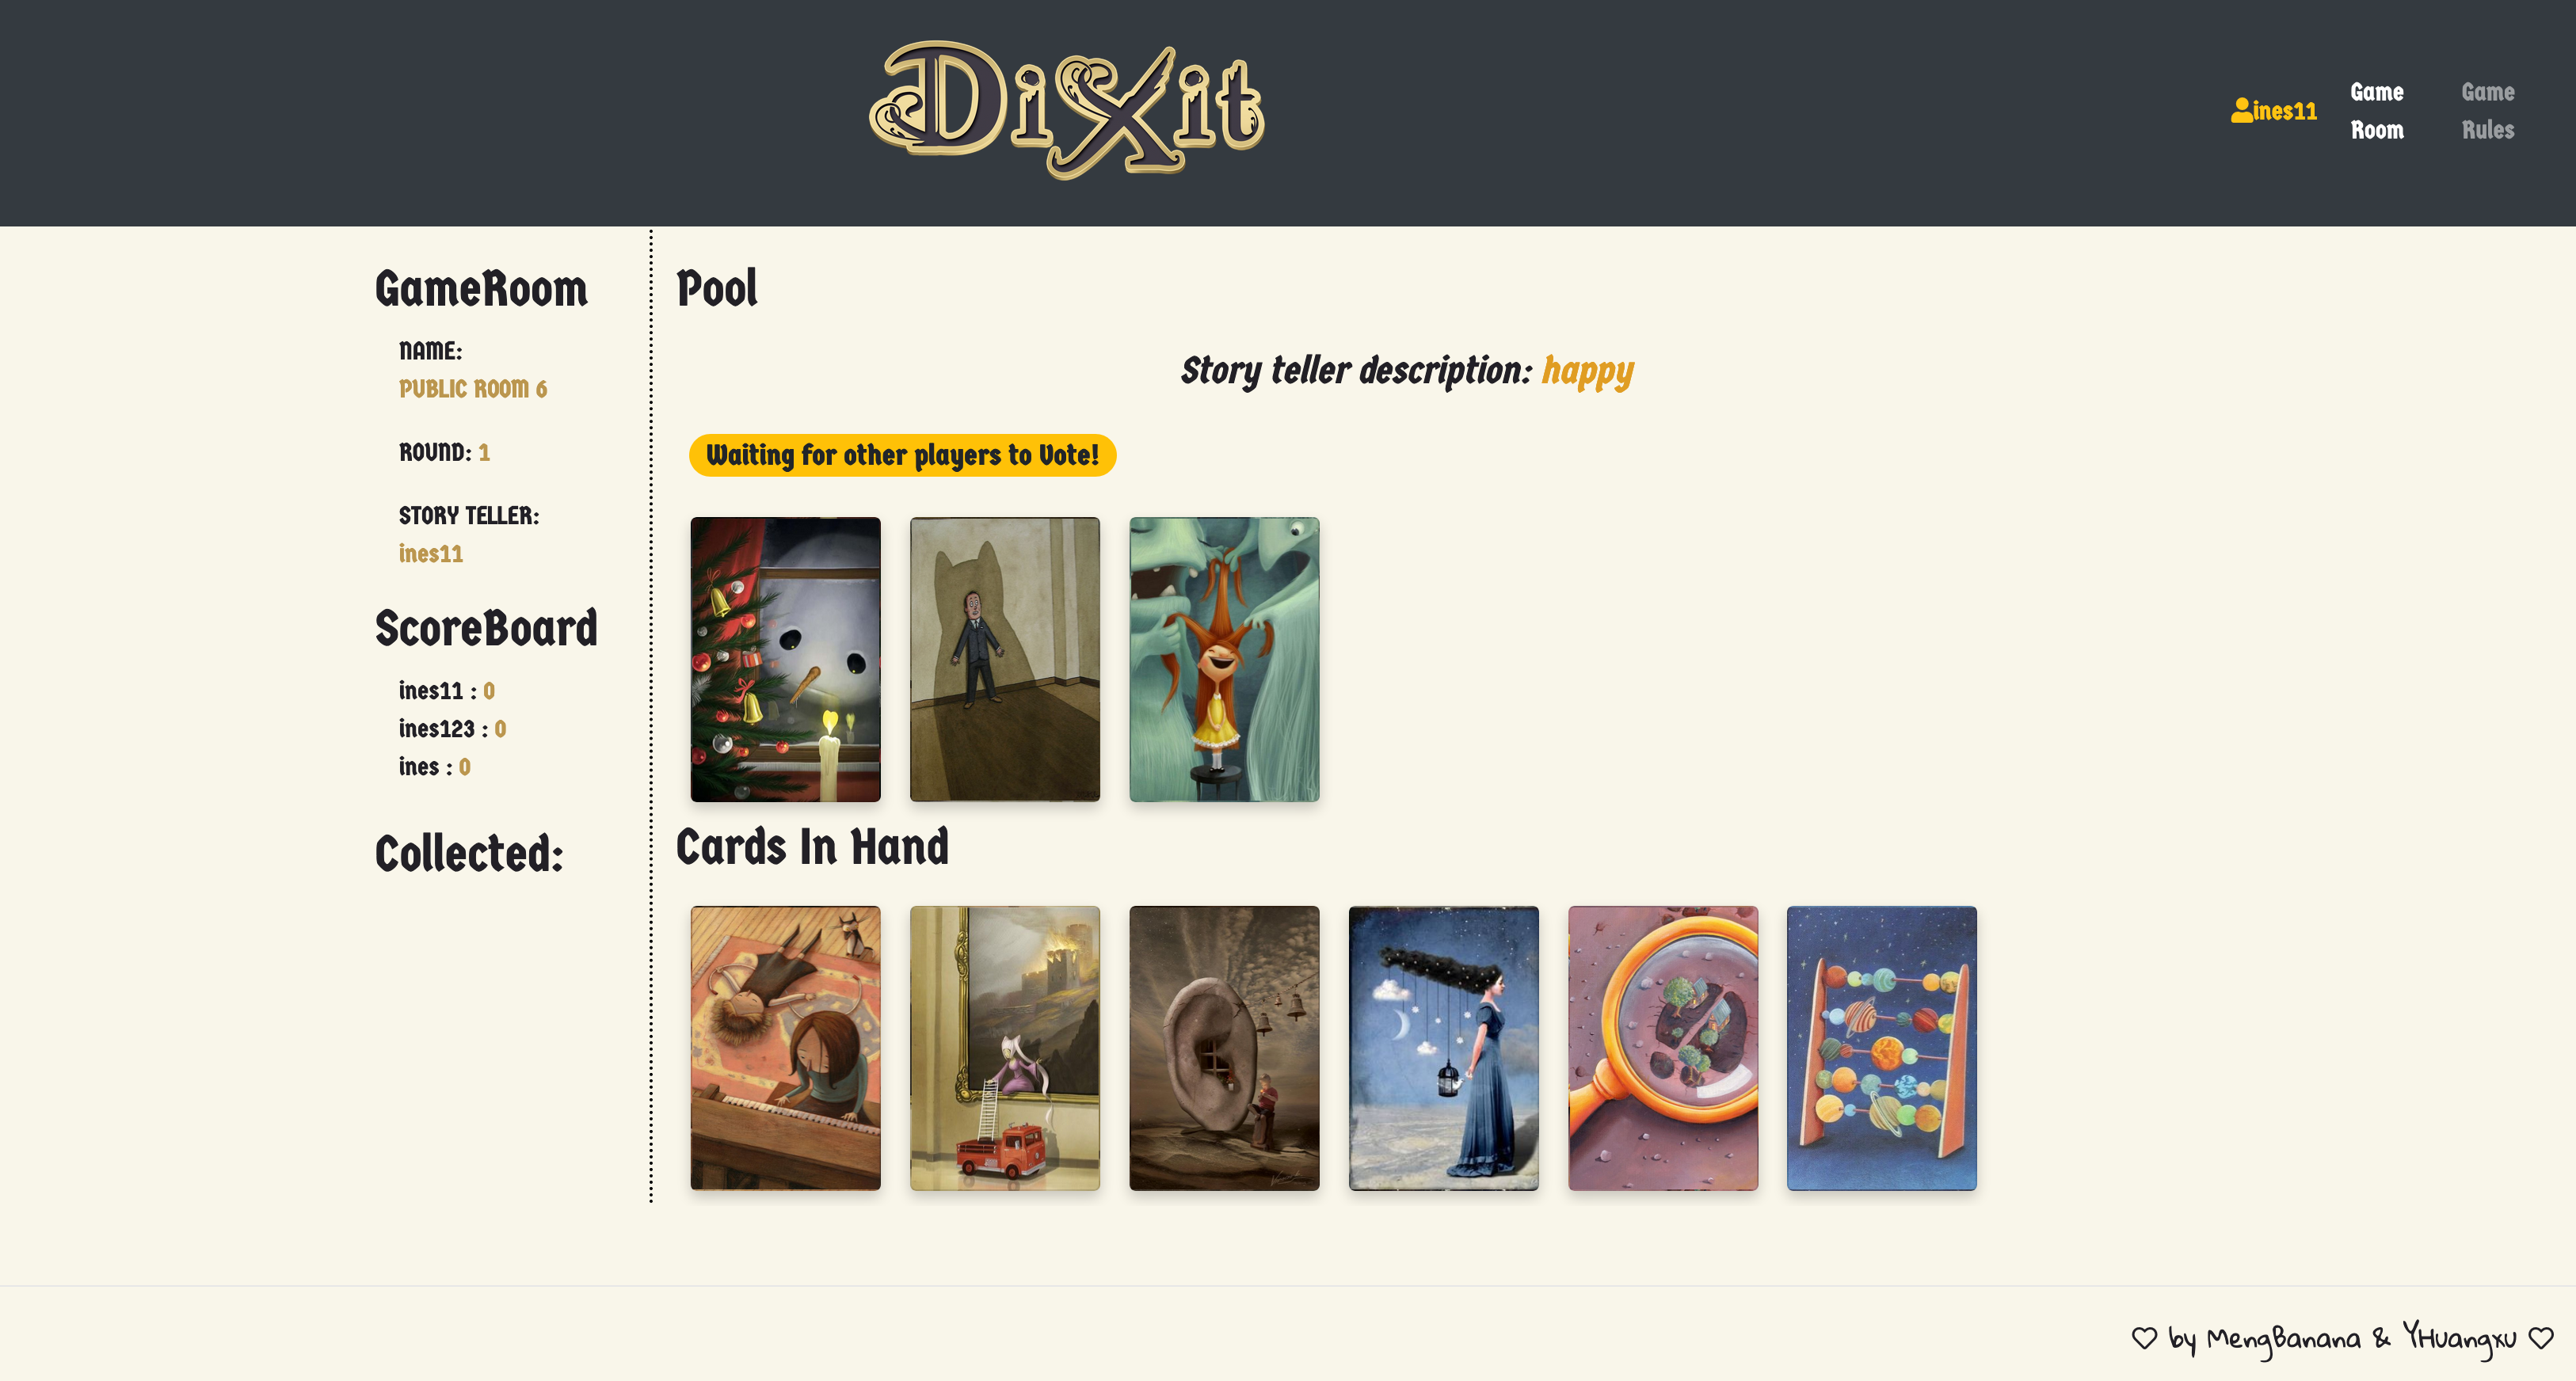 DiXit
ines11
Game Room
Game Rules
GameRoom
NAME:
PUBLIC ROOM 6
ROUND: 1
STORY TELLER:
ines11
ScoreBoard
ines11 : 0
ines123 : 0
ines : 0
Collected:
Pool
Story teller description: happy
Waiting for other players to Vote!
Cards In Hand
by MengBanana & YHuangxu